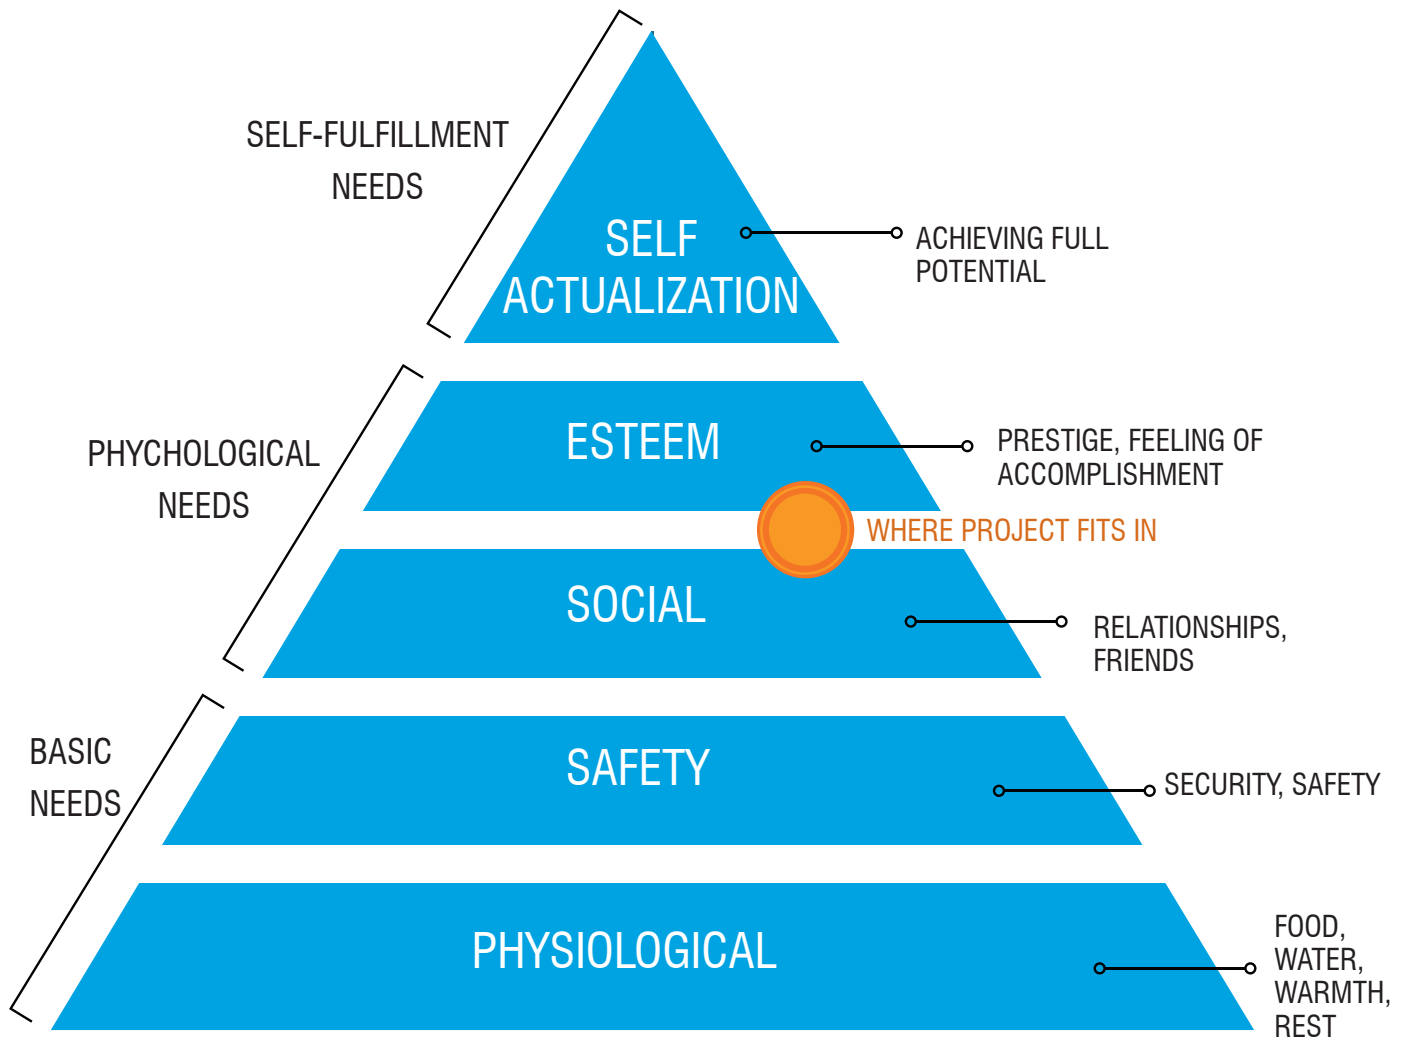 SELF-FULFILLMENT
NEEDS
SELF
ACTUALIZATION
ACHIEVING FULL
POTENTIAL
PHYCHOLOGICAL
NEEDS
ESTEEM
PRESTIGE, FEELING OF
ACCOMPLISHMENT
WHERE PROJECT FITS IN
SOCIAL
RELATIONSHIPS,
FRIENDS
BASIC
NEEDS
SAFETY
SECURITY, SAFETY
PHYSIOLOGICAL
FOOD,
WATER,
WARMTH,
REST